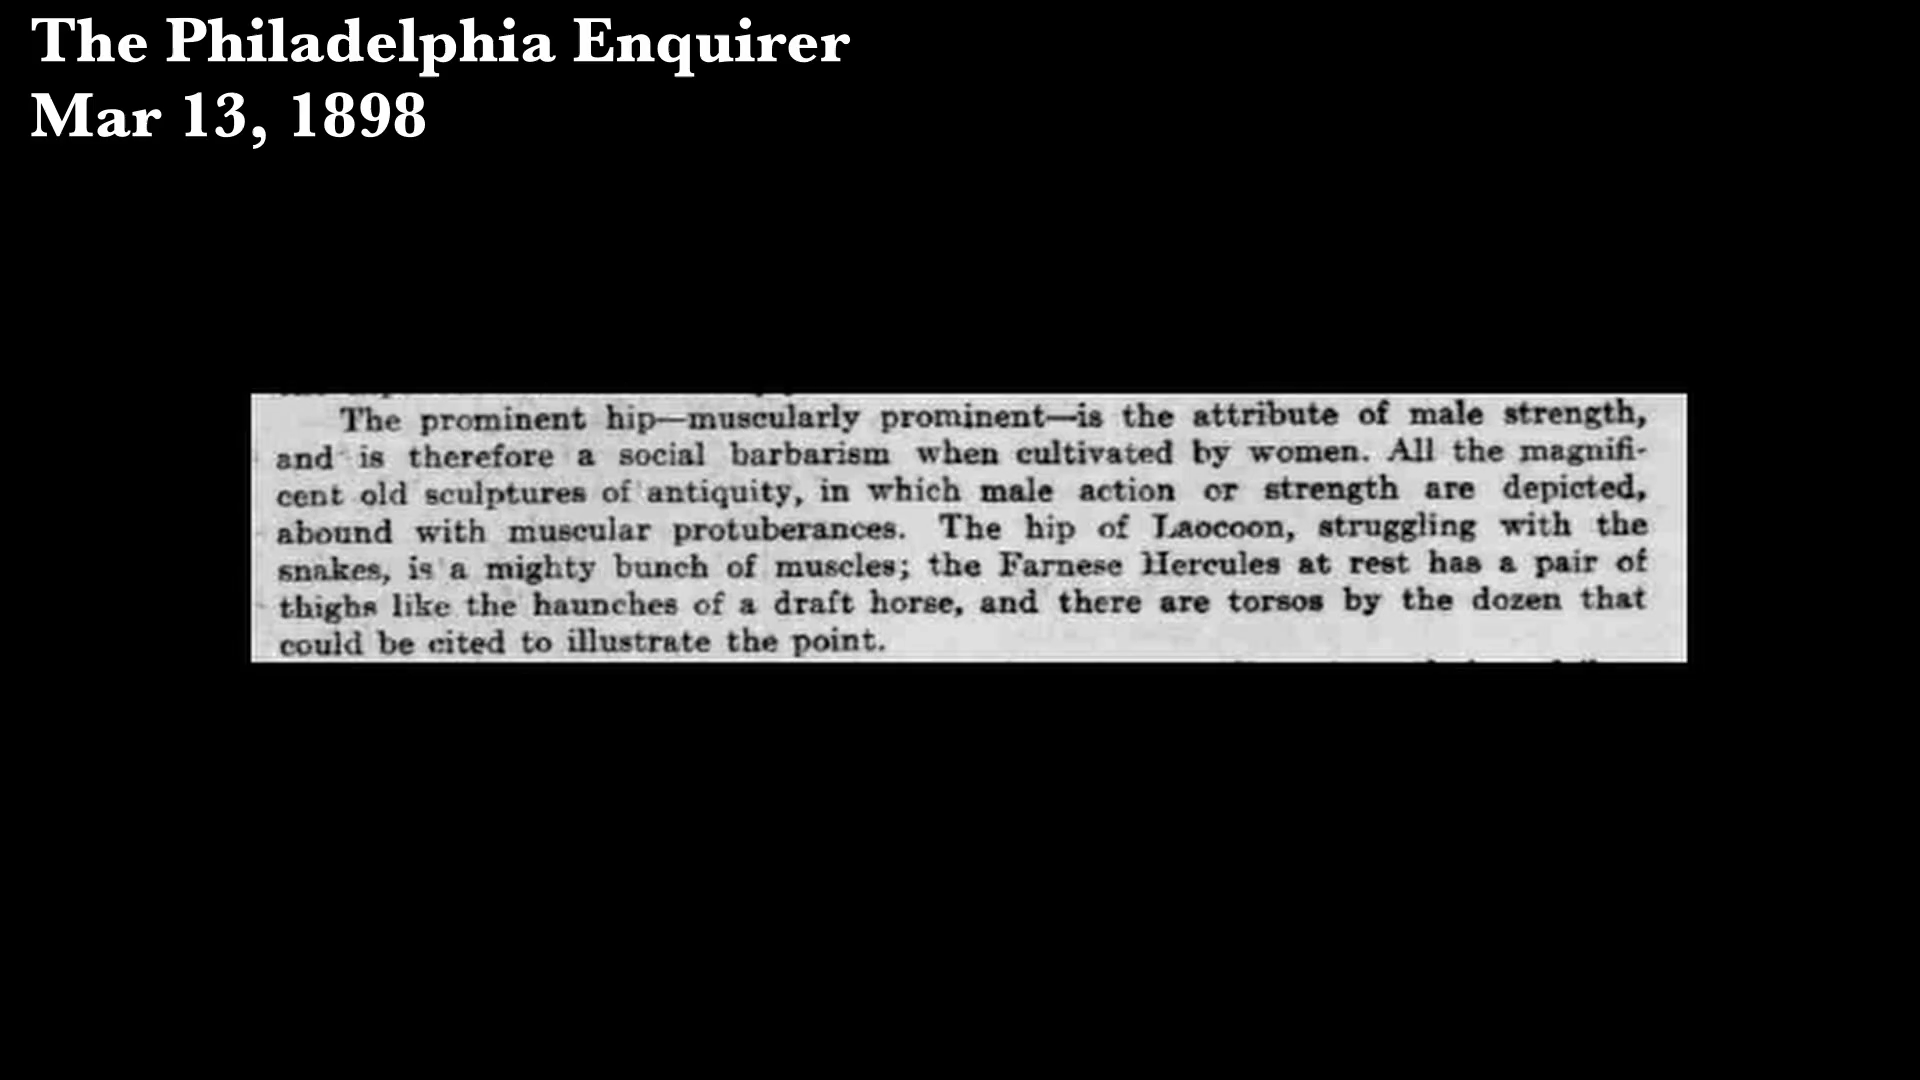 The Philadelphia Enquirer
Mar 13, 1898
The prominent hip—muscularly prominent—is the attribute of male strength,
and is therefore a social barbarism when cultivated by women. All the magnifi-
cent old sculptures of antiquity, in which male action or strength are depicted,
abound with muscular protuberances. The hip of Laocoon, struggling with the
snakes, is a mighty bunch of muscles; the Farnese Hercules at rest has a pair of
thighs like the haunches of a draft horse, and there are torsos by the dozen that
could be cited to illustrate the point.